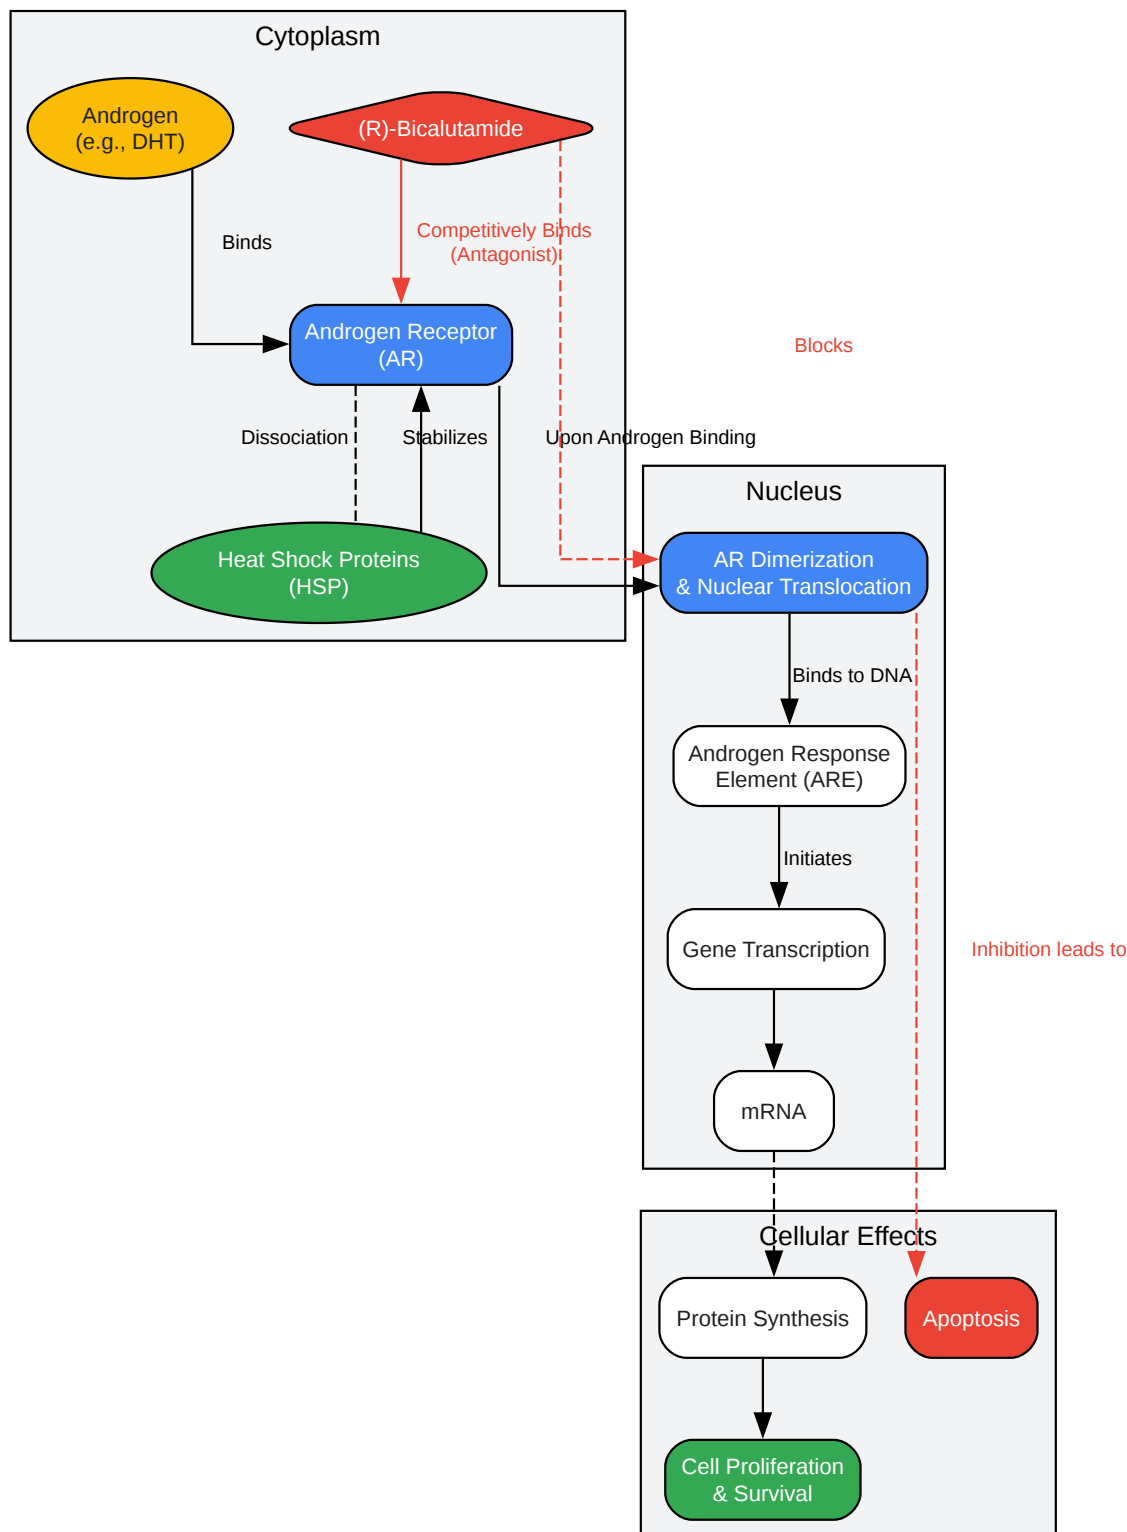 Cytoplasm
Androgen
(e.g., DHT)
(R)-Bicalutamide
Binds
Competitively Binds
(Antagonist)
Androgen Receptor
(AR)
Blocks
Dissociation
Stabilizes
Upon Androgen Binding
Heat Shock Proteins
(HSP)
Nucleus
AR Dimerization
& Nuclear Translocation
Binds to DNA
Androgen Response
Element (ARE)
Initiates
Gene Transcription
Inhibition leads to
mRNA
Cellular Effects
Protein Synthesis
Apoptosis
Cell Proliferation
& Survival